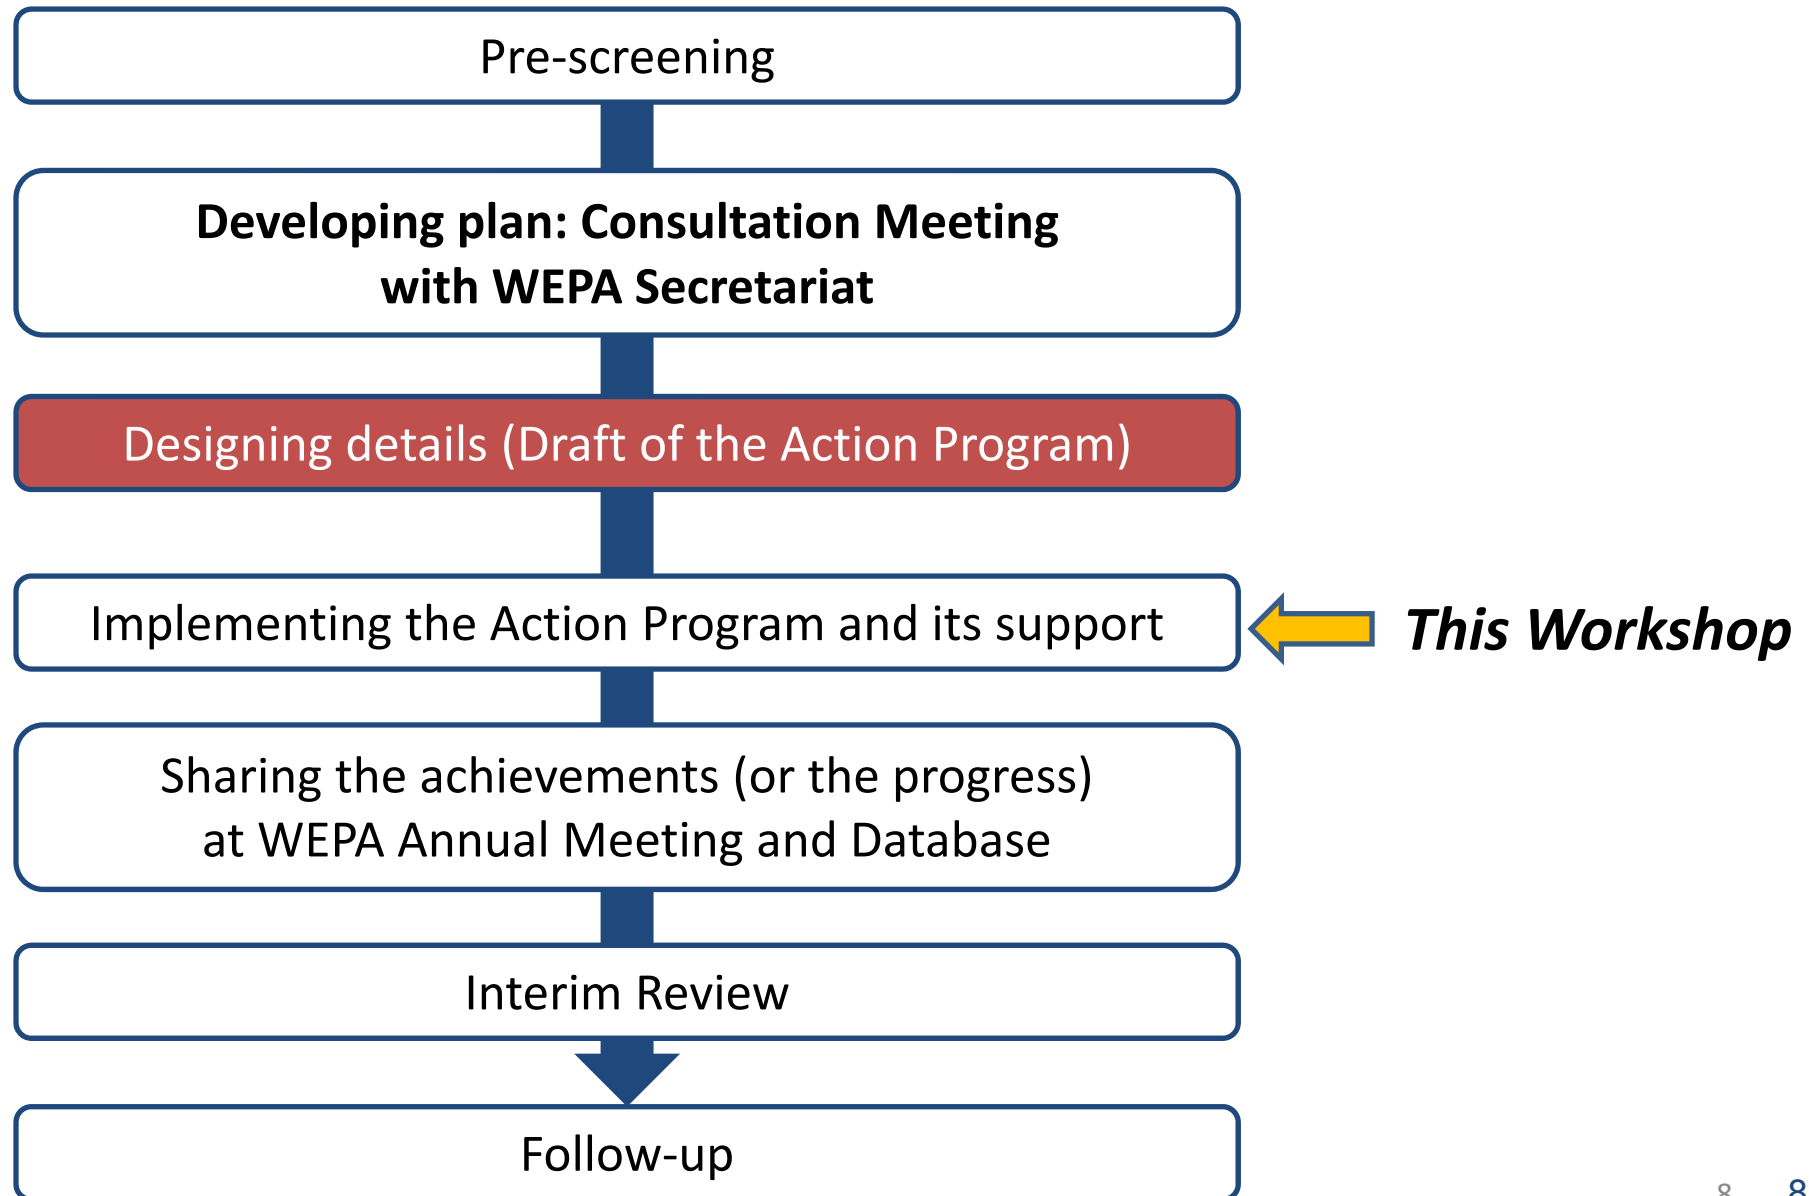 Pre-screening
Developing plan: Consultation Meeting
with WEPA Secretariat
Designing details (Draft of the Action Program)
Implementing the Action Program and its support
This Workshop
Sharing the achievements (or the progress)
at WEPA Annual Meeting and Database
Interim Review
Follow-up
8 8